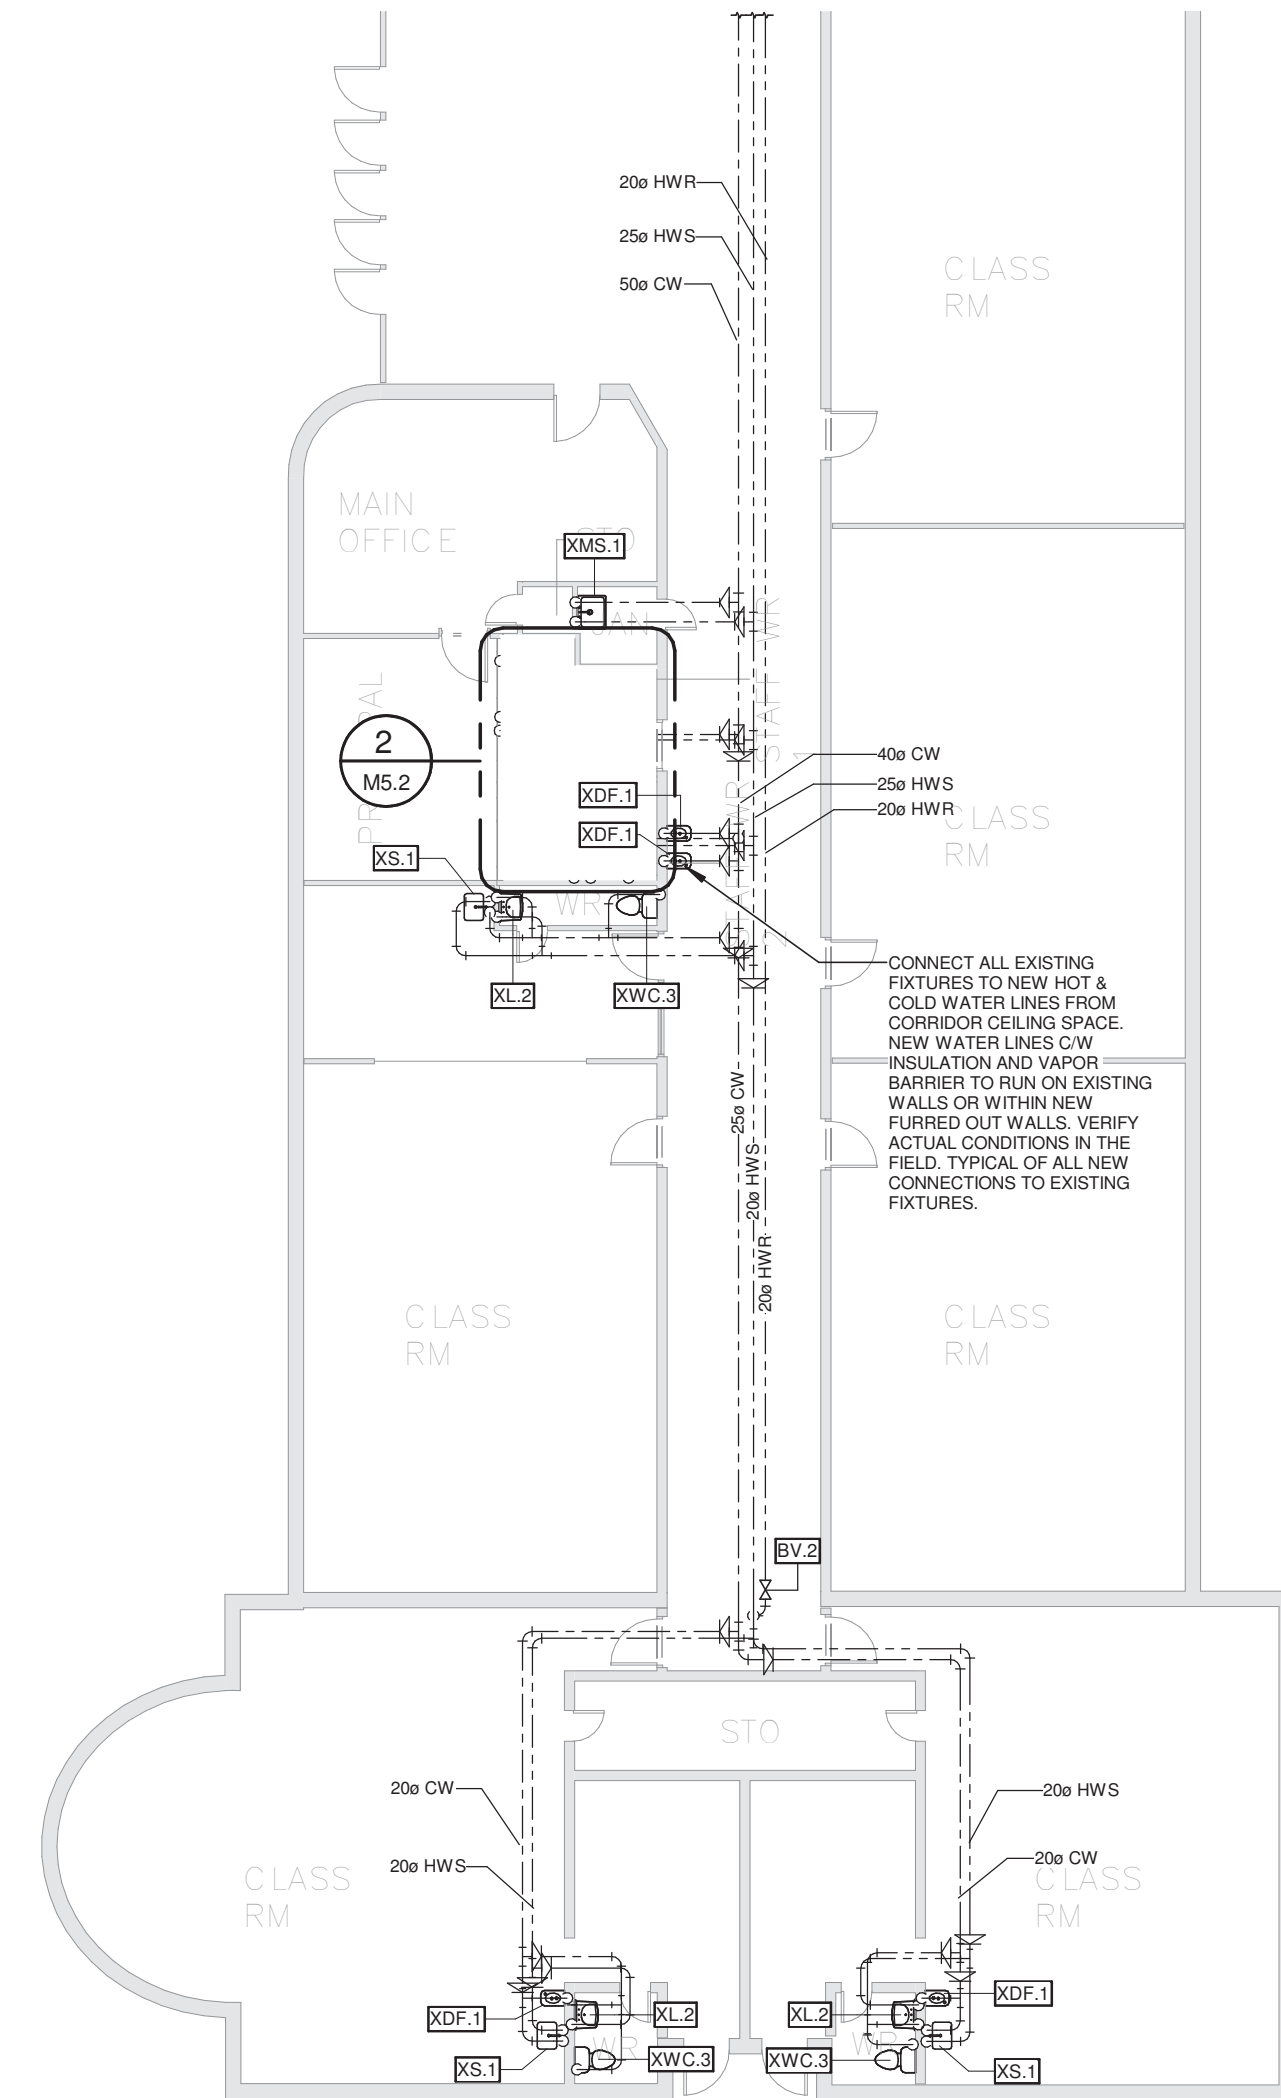 20ø HWR
25ø HWS
50ø CW
CLASS
RM
MAIN
OFFICE
STO
XMS.1
JAN
STAFF WR
1
2
M5.2
40ø CW
25ø HWS
20ø HWR
XDF.1
XDF.1
CLASS
RM
XS.1
WR
STAFF WR
2
XL.2
XWC.3
CONNECT ALL EXISTING
FIXTURES TO NEW HOT &
COLD WATER LINES FROM
CORRIDOR CEILING SPACE.
NEW WATER LINES C/W
INSULATION AND VAPOR
BARRIER TO RUN ON EXISTING
WALLS OR WITHIN NEW
FURRED OUT WALLS. VERIFY
ACTUAL CONDITIONS IN THE
FIELD. TYPICAL OF ALL NEW
CONNECTIONS TO EXISTING
FIXTURES.
25ø CW
20ø HWS
20ø HWR
CLASS
RM
CLASS
RM
BV.2
STO
20ø CW
20ø HWS
20ø HWS
20ø CW
CLASS
RM
CLASS
RM
XDF.1
XL.2
XL.2
XDF.1
XS.1
WR
XWC.3
XWC.3
WR
XS.1